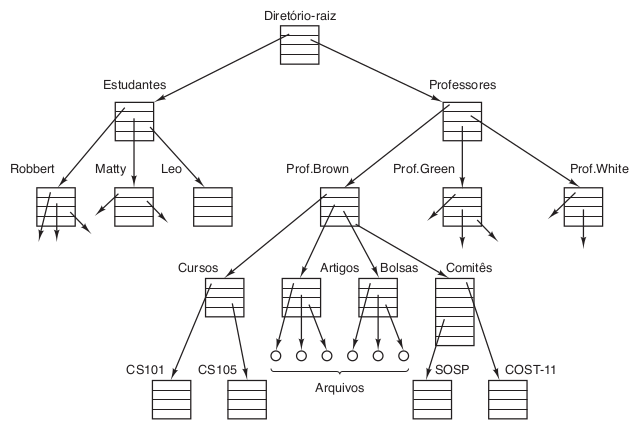 Diretório-raiz
Estudantes
Professores
Robbert
Matty
Leo
Prof.Brown
Prof.Green
Prof.White
Cursos
Artigos
Bolsas
Comitês
CS101
CS105
SOSP
COST-11
Arquivos